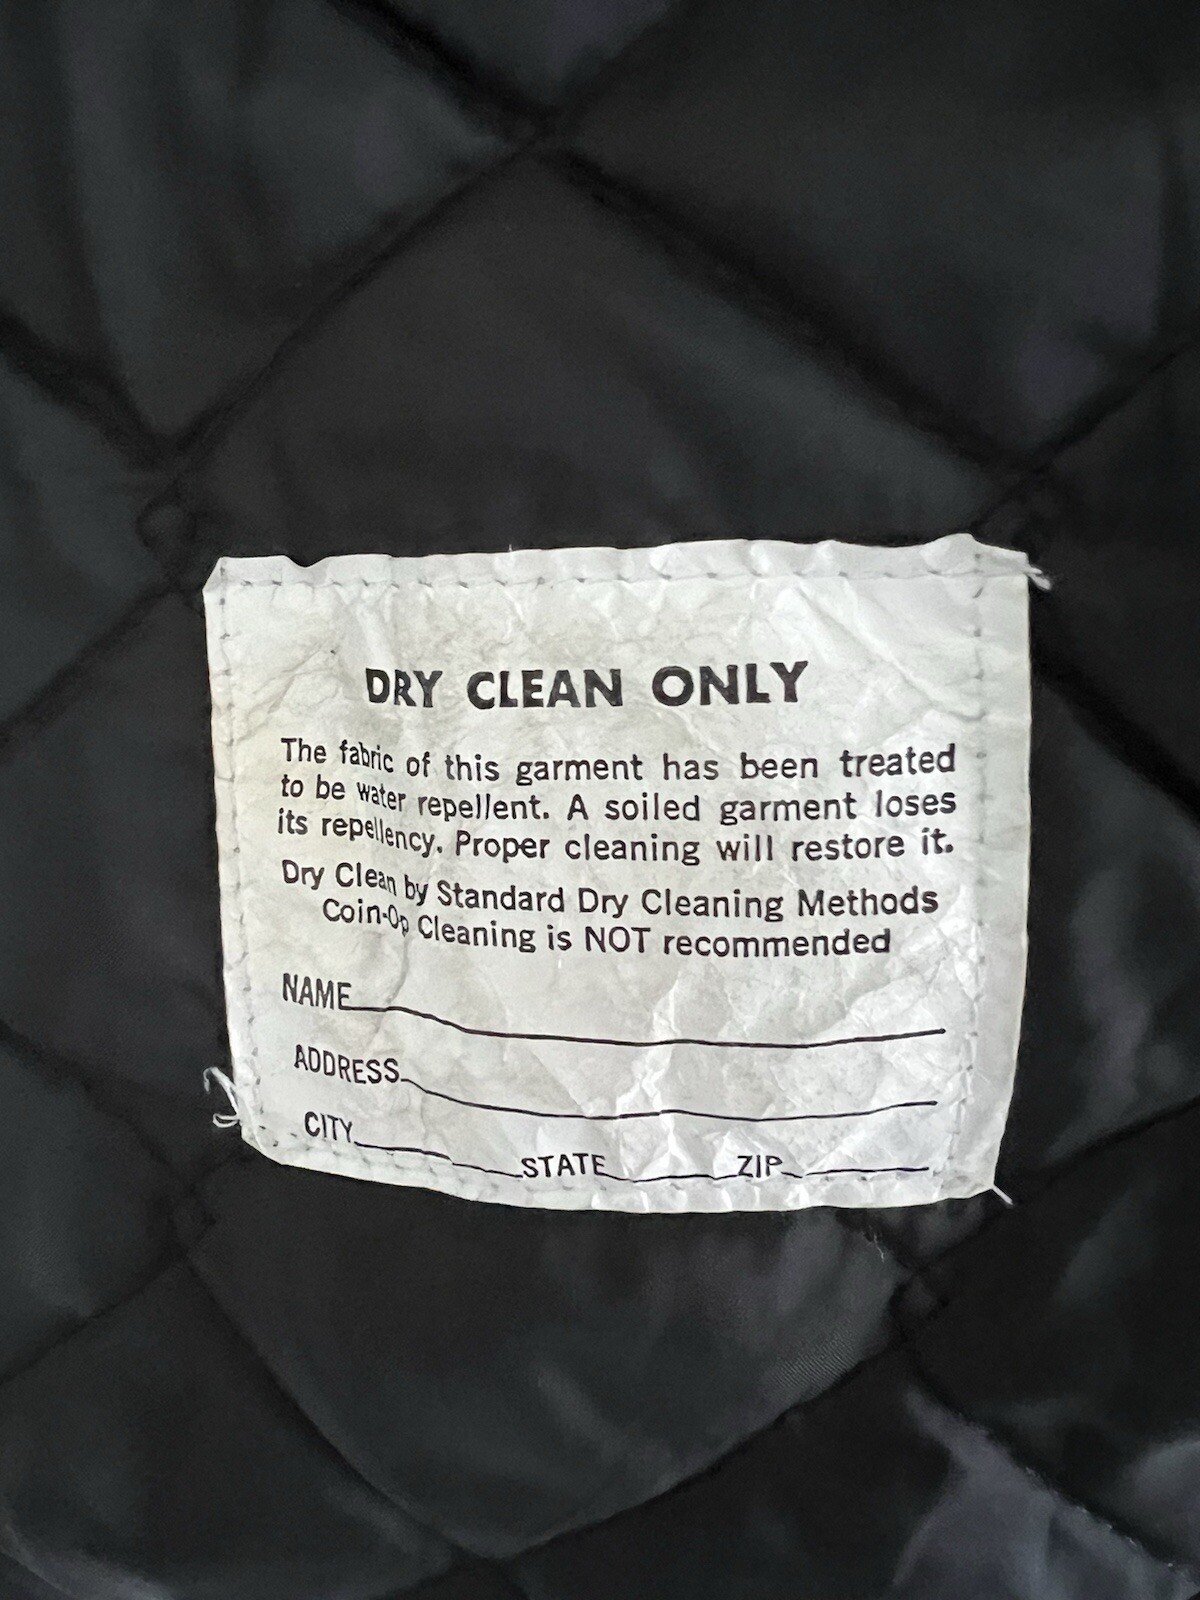 DRY CLEAN ONLY
The fabric of this garment has been treated
to be water repellent. A soiled garment loses
its repellency. Proper cleaning will restore it.
Dry Clean by Standard Dry Cleaning Methods
Coin-Op Cleaning is NOT recommended
NAME
ADDRESS
CITY STATE ZIP